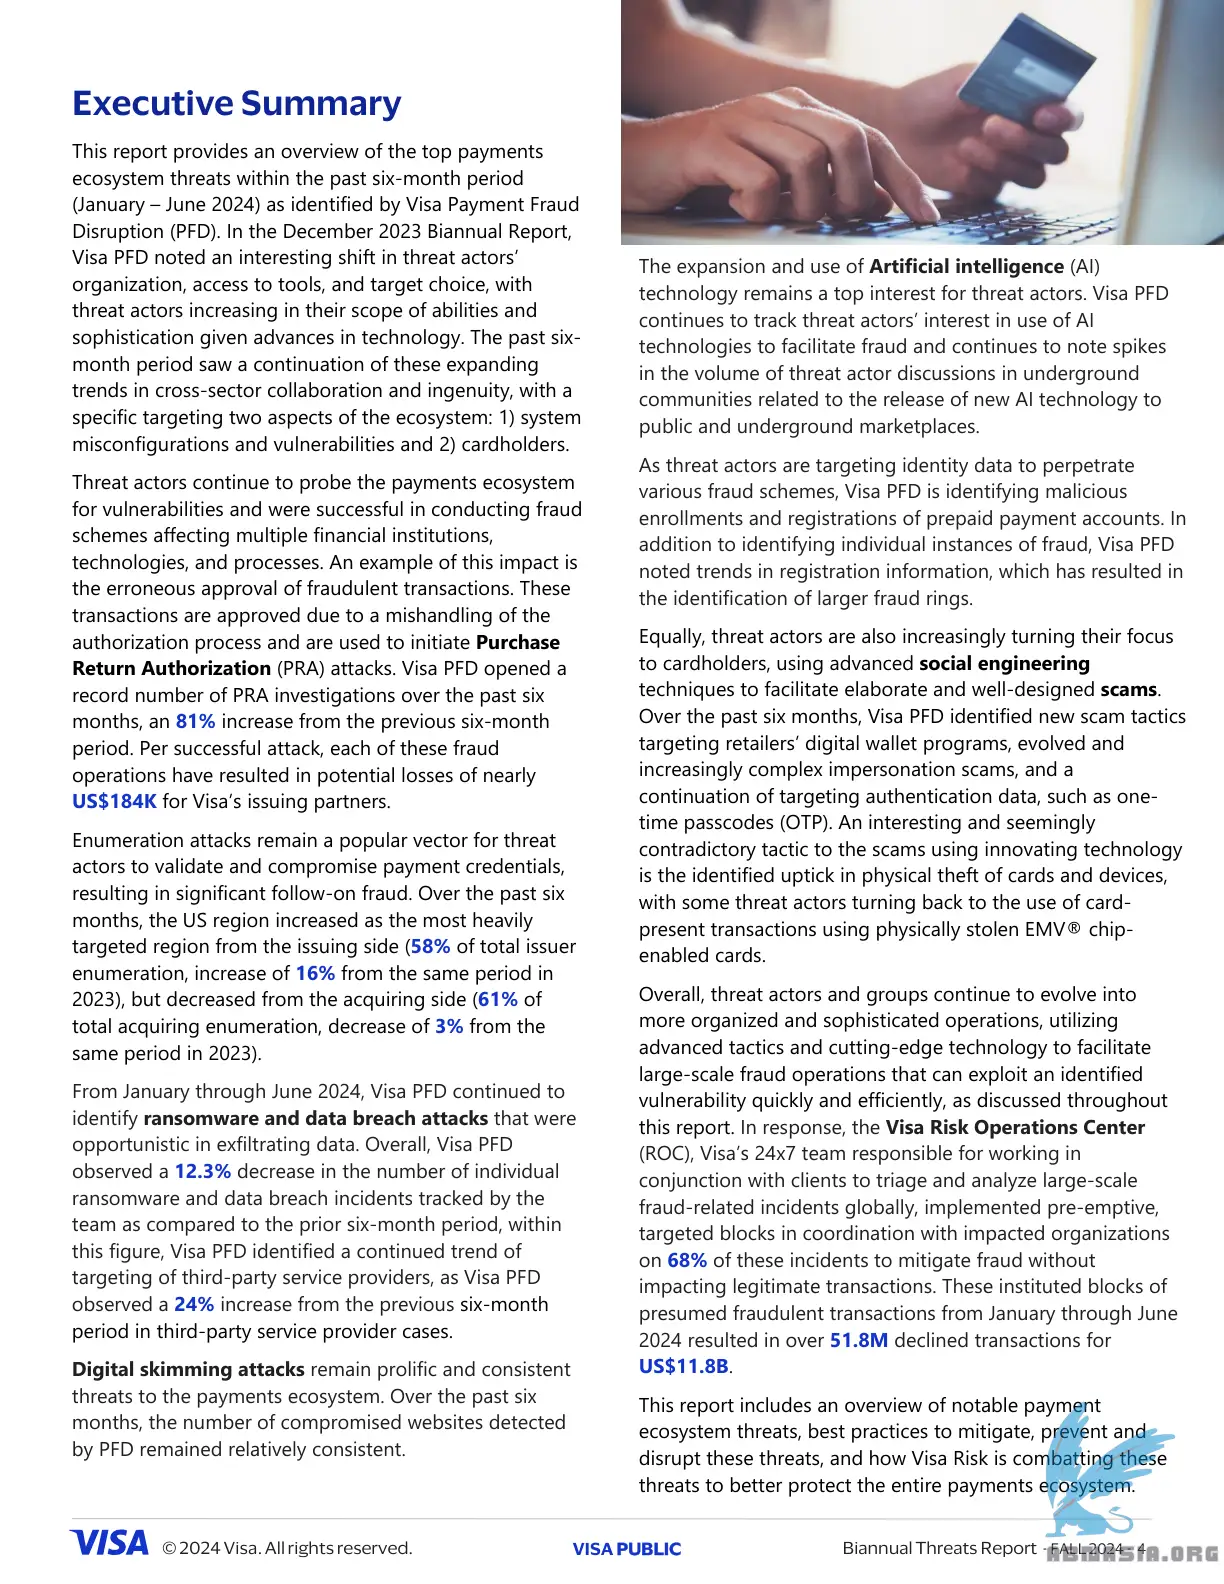 Executive Summary
This report provides an overview of the top payments
ecosystem threats within the past six-month period
(January – June 2024) as identified by Visa Payment Fraud
Disruption (PFD). In the December 2023 Biannual Report,
Visa PFD noted an interesting shift in threat actors’
organization, access to tools, and target choice, with
threat actors increasing in their scope of abilities and
sophistication given advances in technology. The past six-
month period saw a continuation of these expanding
trends in cross-sector collaboration and ingenuity, with a
specific targeting two aspects of the ecosystem: 1) system
misconfigurations and vulnerabilities and 2) cardholders.
Threat actors continue to probe the payments ecosystem
for vulnerabilities and were successful in conducting fraud
schemes affecting multiple financial institutions,
technologies, and processes. An example of this impact is
the erroneous approval of fraudulent transactions. These
transactions are approved due to a mishandling of the
authorization process and are used to initiate Purchase
Return Authorization (PRA) attacks. Visa PFD opened a
record number of PRA investigations over the past six
months, an 81% increase from the previous six-month
period. Per successful attack, each of these fraud
operations have resulted in potential losses of nearly
US$184K for Visa’s issuing partners.
Enumeration attacks remain a popular vector for threat
actors to validate and compromise payment credentials,
resulting in significant follow-on fraud. Over the past six
months, the US region increased as the most heavily
targeted region from the issuing side (58% of total issuer
enumeration, increase of 16% from the same period in
2023), but decreased from the acquiring side (61% of
total acquiring enumeration, decrease of 3% from the
same period in 2023).
From January through June 2024, Visa PFD continued to
identify ransomware and data breach attacks that were
opportunistic in exfiltrating data. Overall, Visa PFD
observed a 12.3% decrease in the number of individual
ransomware and data breach incidents tracked by the
team as compared to the prior six-month period, within
this figure, Visa PFD identified a continued trend of
targeting of third-party service providers, as Visa PFD
observed a 24% increase from the previous six-month
period in third-party service provider cases.
Digital skimming attacks remain prolific and consistent
threats to the payments ecosystem. Over the past six
months, the number of compromised websites detected
by PFD remained relatively consistent.
The expansion and use of Artificial intelligence (AI)
technology remains a top interest for threat actors. Visa PFD
continues to track threat actors’ interest in use of AI
technologies to facilitate fraud and continues to note spikes
in the volume of threat actor discussions in underground
communities related to the release of new AI technology to
public and underground marketplaces.
As threat actors are targeting identity data to perpetrate
various fraud schemes, Visa PFD is identifying malicious
enrollments and registrations of prepaid payment accounts. In
addition to identifying individual instances of fraud, Visa PFD
noted trends in registration information, which has resulted in
the identification of larger fraud rings.
Equally, threat actors are also increasingly turning their focus
to cardholders, using advanced social engineering
techniques to facilitate elaborate and well-designed scams.
Over the past six months, Visa PFD identified new scam tactics
targeting retailers’ digital wallet programs, evolved and
increasingly complex impersonation scams, and a
continuation of targeting authentication data, such as one-
time passcodes (OTP). An interesting and seemingly
contradictory tactic to the scams using innovating technology
is the identified uptick in physical theft of cards and devices,
with some threat actors turning back to the use of card-
present transactions using physically stolen EMV® chip-
enabled cards.
Overall, threat actors and groups continue to evolve into
more organized and sophisticated operations, utilizing
advanced tactics and cutting-edge technology to facilitate
large-scale fraud operations that can exploit an identified
vulnerability quickly and efficiently, as discussed throughout
this report. In response, the Visa Risk Operations Center
(ROC), Visa’s 24x7 team responsible for working in
conjunction with clients to triage and analyze large-scale
fraud-related incidents globally, implemented pre-emptive,
targeted blocks in coordination with impacted organizations
on 68% of these incidents to mitigate fraud without
impacting legitimate transactions. These instituted blocks of
presumed fraudulent transactions from January through June
2024 resulted in over 51.8M declined transactions for
US$11.8B.
This report includes an overview of notable payment
ecosystem threats, best practices to mitigate, prevent and
disrupt these threats, and how Visa Risk is combatting these
threats to better protect the entire payments ecosystem.
VISA © 2024 Visa. All rights reserved. VISA PUBLIC Biannual Threats Report · FALL 2024 · 4